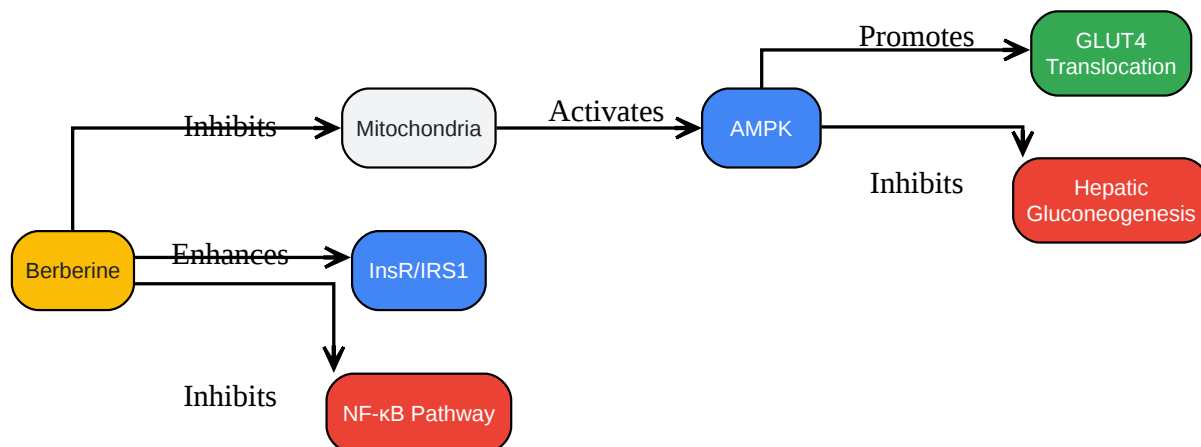 Promotes
GLUT4
Translocation
Inhibits
Mitochondria
Activates
AMPK
Inhibits
Hepatic
Gluconeogenesis
Berberine
Enhances
InsR/IRS1
Inhibits
NF-κB Pathway